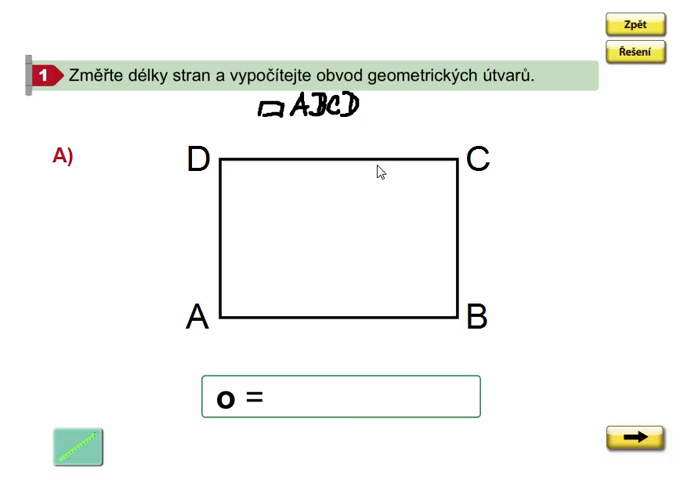 Zpět
Řešení
1 Změřte délky stran a vypočítejte obvod geometrických útvarů.
ABCD
A)
D C
A B
o =